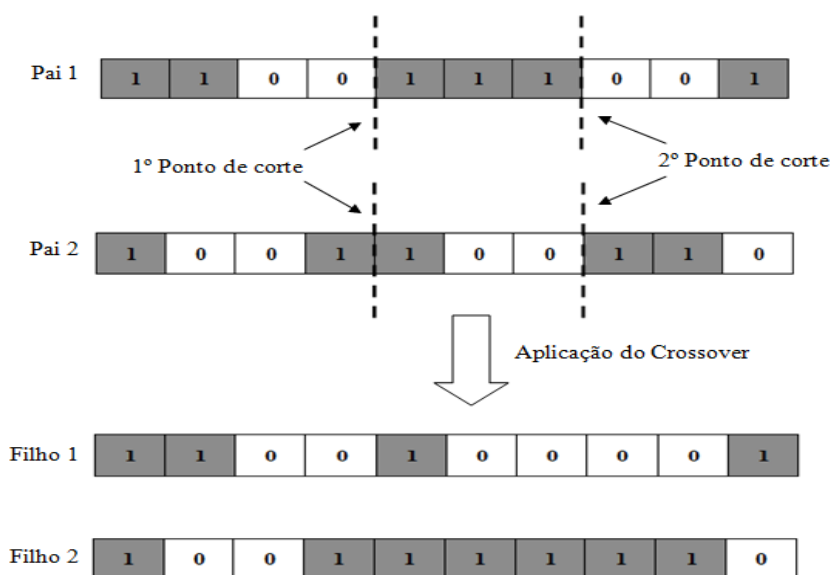 Pai 1 1 1 0 0 1 1 1 0 0 1
1º Ponto de corte 2º Ponto de corte
Pai 2 1 0 0 1 1 0 0 1 1 0
Aplicação do Crossover
Filho 1 1 1 0 0 1 0 0 0 0 1
Filho 2 1 0 0 1 1 1 1 1 1 0